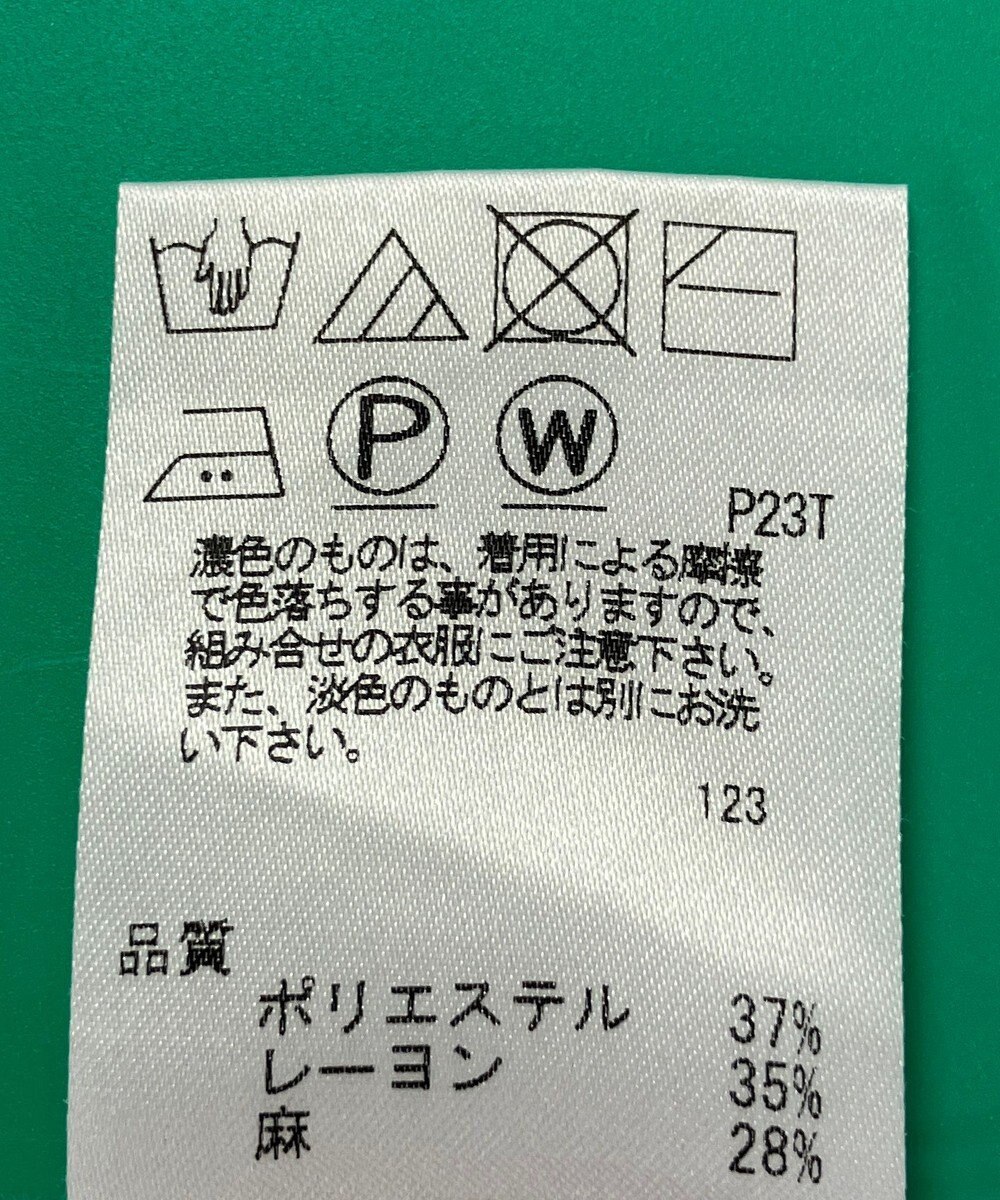 P W
P23T
濃色のものは、着用による摩擦
で色落ちする事がありますので、
組み合せの衣服にご注意下さい。
また、淡色のものとは別にお洗
い下さい。
123
品質
ポリエステル 37%
レーヨン 35%
麻 28%